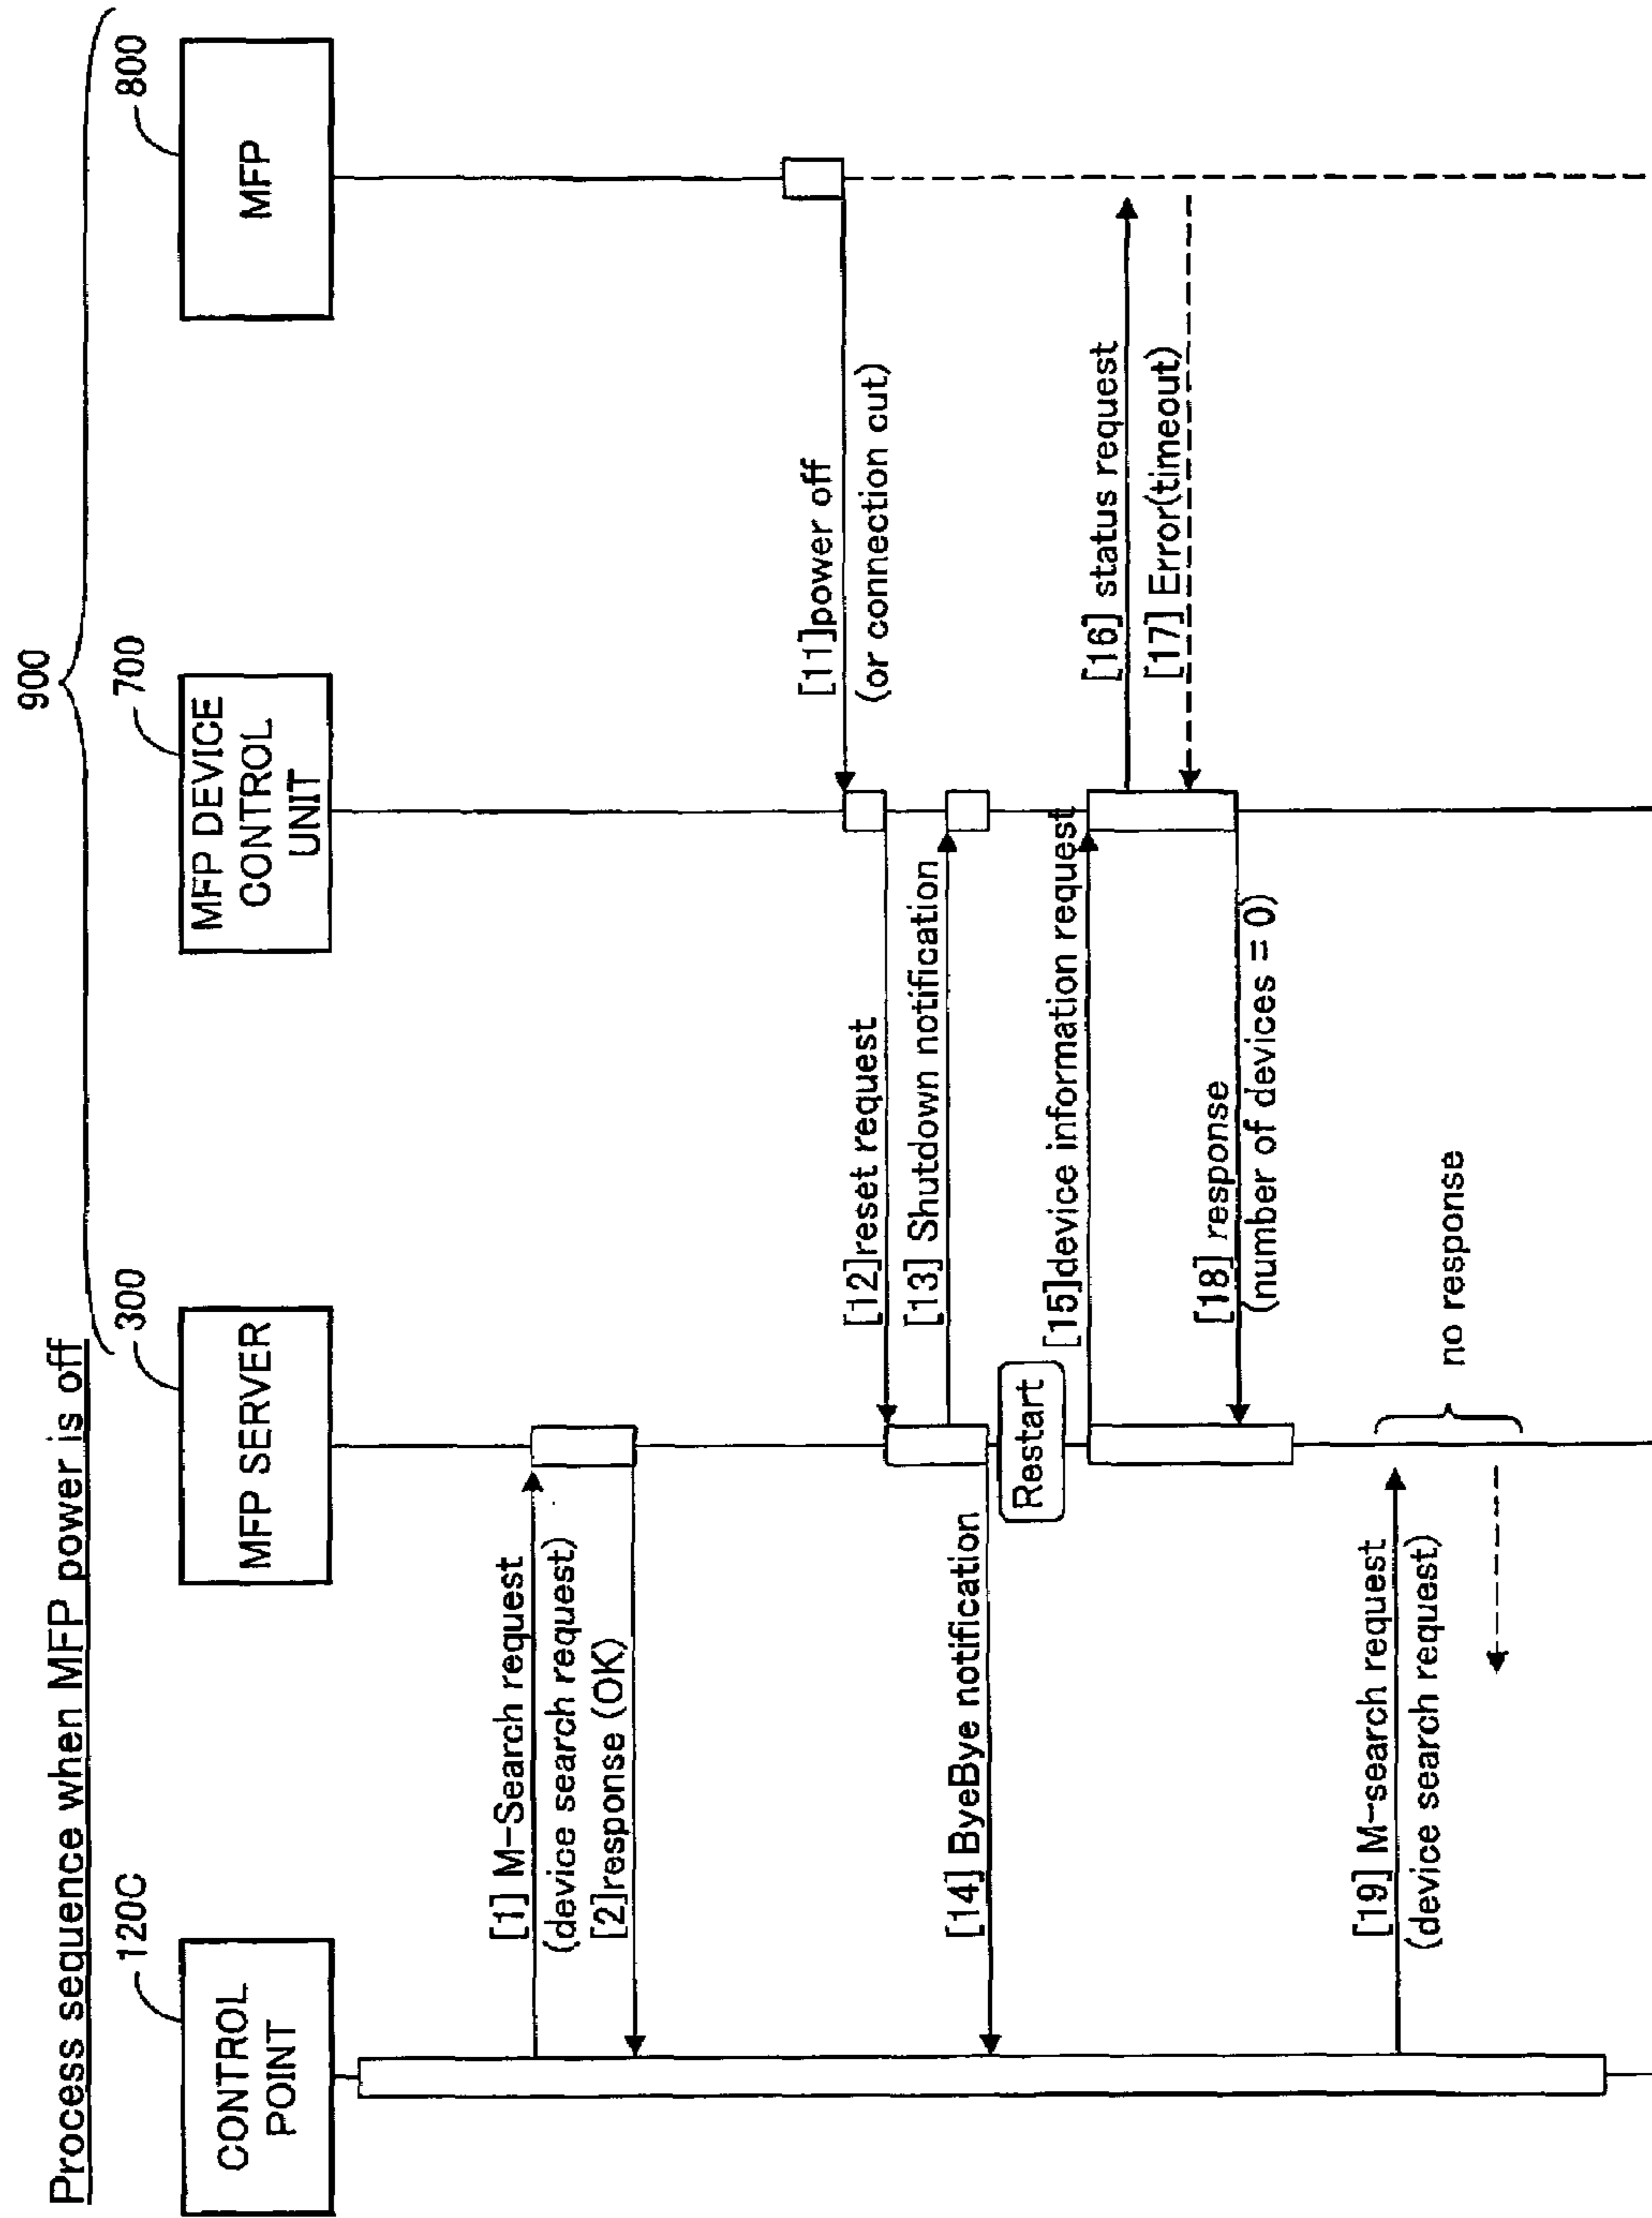 Process sequence when MFP power is off
900
120C
300
700
800
CONTROL
POINT
MFP SERVER
MFP DEVICE
CONTROL
UNIT
MFP
[1] M-Search request
(device search request)
[2]response (OK)
[11]power off
(or connection cut)
[12]reset request
[13] Shutdown notification
[14] ByeBye notification
Restart
[15]device information request
[16] status request
[17] Error(timeout)
[18] response
(number of devices = 0)
[19] M-search request
(device search request)
no response